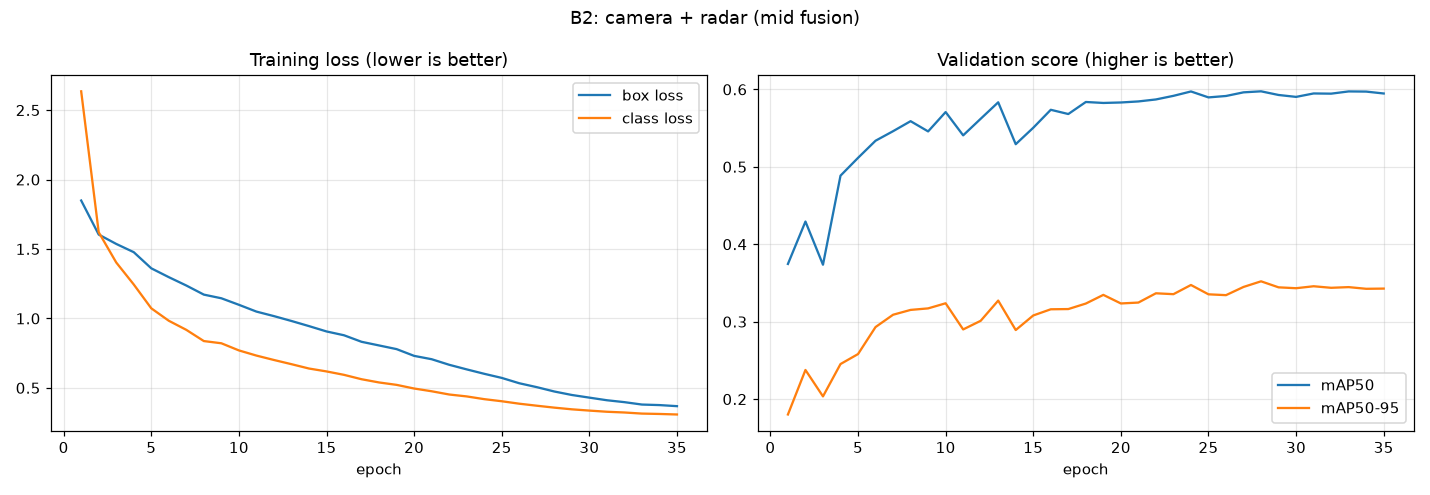 B2: camera + radar (mid fusion)
Training loss (lower is better)
2.5
2.0
1.5
1.0
0.5
0 5 10 15 20 25 30 35
epoch
box loss
class loss
Validation score (higher is better)
0.6
0.5
0.4
0.3
0.2
0 5 10 15 20 25 30 35
epoch
mAP50
mAP50-95